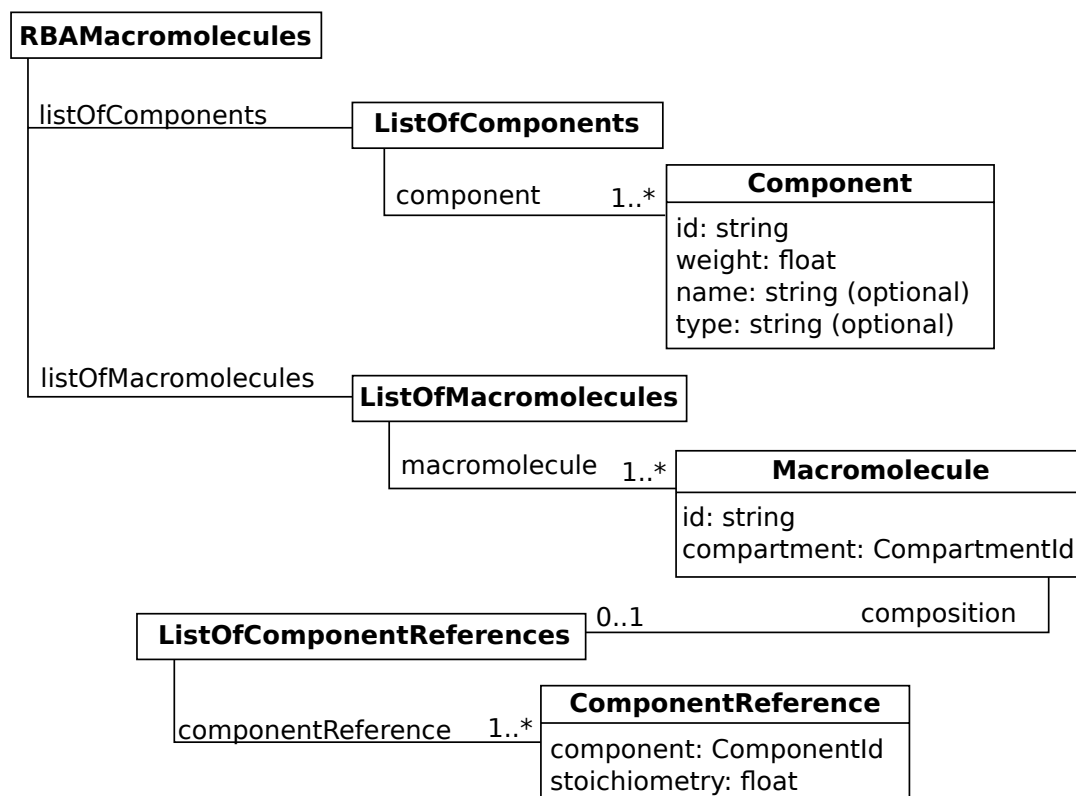 RBAMacromolecules
listOfComponents
ListOfComponents
component
1..*
Component
id: string
weight: float
name: string (optional)
type: string (optional)
listOfMacromolecules
ListOfMacromolecules
macromolecule
1..*
Macromolecule
id: string
compartment: CompartmentId
composition
0..1
ListOfComponentReferences
componentReference
1..*
ComponentReference
component: ComponentId
stoichiometry: float